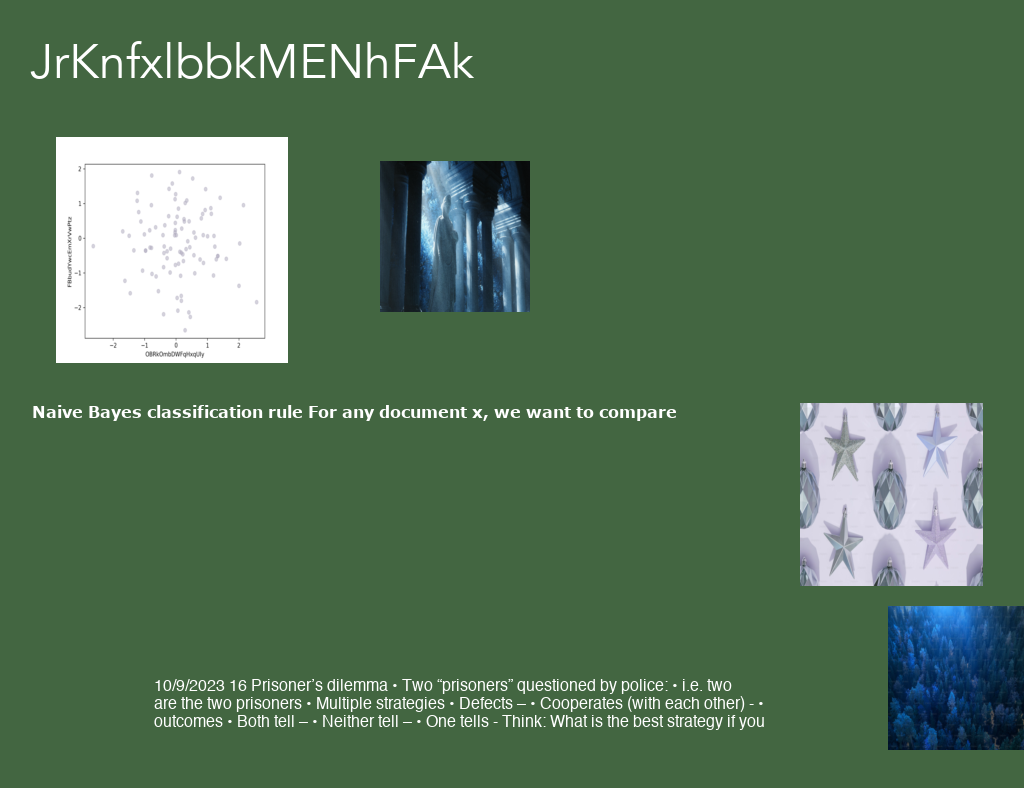 JrKnfxlbbkMENhFAk
2
1
0
−1
−2
−2
−1
0
1
2
OBRkOmbDWFqHxqUly
Naive Bayes classification rule For any document x, we want to compare
10/9/2023 16 Prisoner’s dilemma • Two “prisoners” questioned by police: • i.e. two
are the two prisoners • Multiple strategies • Defects – • Cooperates (with each other) - •
outcomes • Both tell – • Neither tell – • One tells - Think: What is the best strategy if you